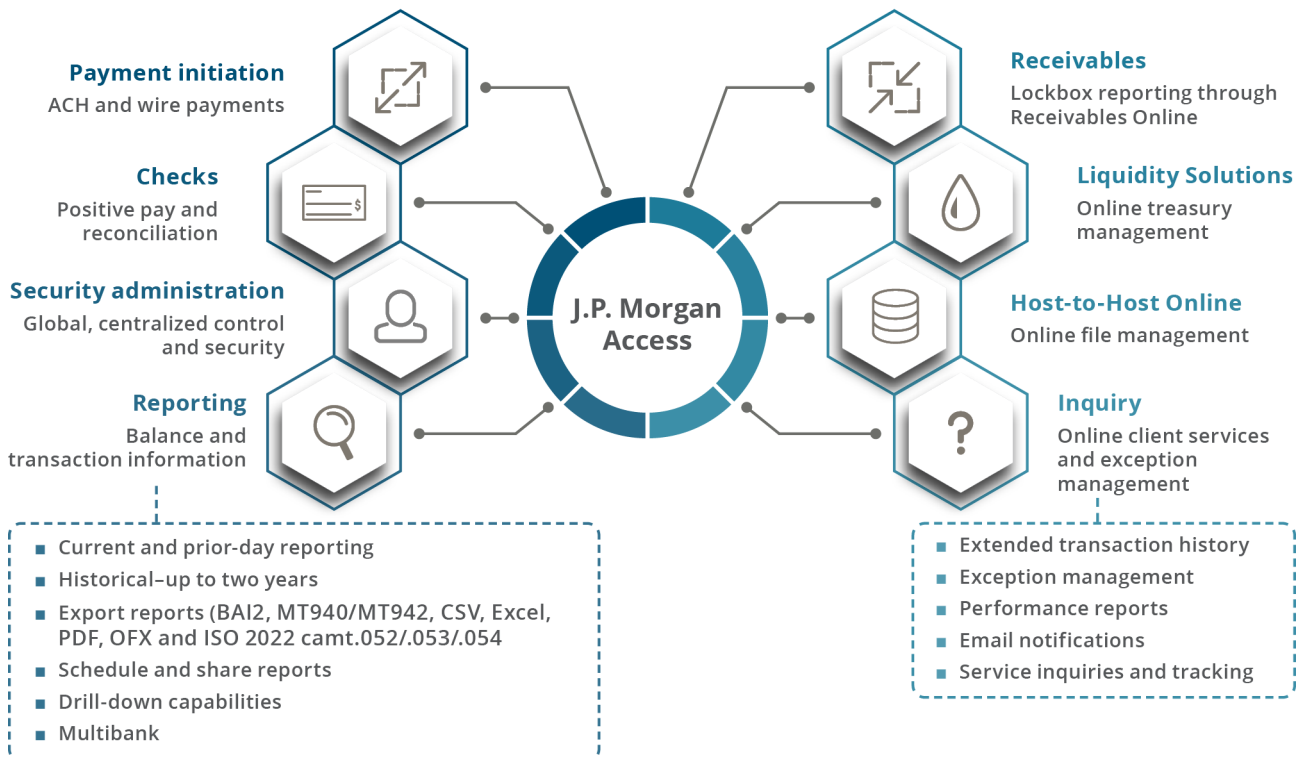 Payment initiation
ACH and wire payments
Checks
Positive pay and
reconciliation
$
Security administration
Global, centralized control
and security
Reporting
Balance and
transaction information
J.P. Morgan
Access
Receivables
Lockbox reporting through
Receivables Online
Liquidity Solutions
Online treasury
management
Host-to-Host Online
Online file management
?
Inquiry
Online client services
and exception
management
■ Current and prior-day reporting
■ Historical–up to two years
■ Export reports (BAI2, MT940/MT942, CSV, Excel,
PDF, OFX and ISO 2022 camt.052/.053/.054
■ Schedule and share reports
■ Drill-down capabilities
■ Multibank
■ Extended transaction history
■ Exception management
■ Performance reports
■ Email notifications
■ Service inquiries and tracking